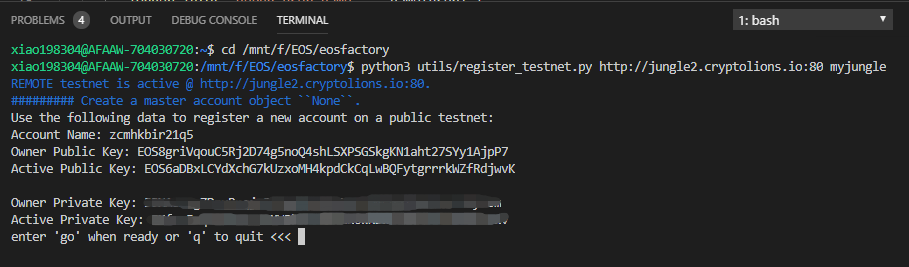 PROBLEMS 4 OUTPUT DEBUG CONSOLE TERMINAL 1: bash
xiao198304@AFAAW-704030720:~$ cd /mnt/f/EOS/eosfactory
xiao198304@AFAAW-704030720:/mnt/f/EOS/eosfactory$ python3 utils/register_testnet.py http://jungle2.cryptolions.io:80 myjungle
REMOTE testnet is active @ http://jungle2.cryptolions.io:80.
######### Create a master account object ``None``.
Use the following data to register a new account on a public testnet:
Account Name: zcmhkbir21q5
Owner Public Key: EOS8griVqouC5Rj2D74g5noQ4shLSXPSGSkgKN1aht27SYy1AjpP7
Active Public Key: EOS6aDBxLCYdXchG7kUzxoMH4kpdCkCqLwBQFytgrrrkWZfRdjwvK
Owner Private Key:
Active Private Key:
enter 'go' when ready or 'q' to quit <<<